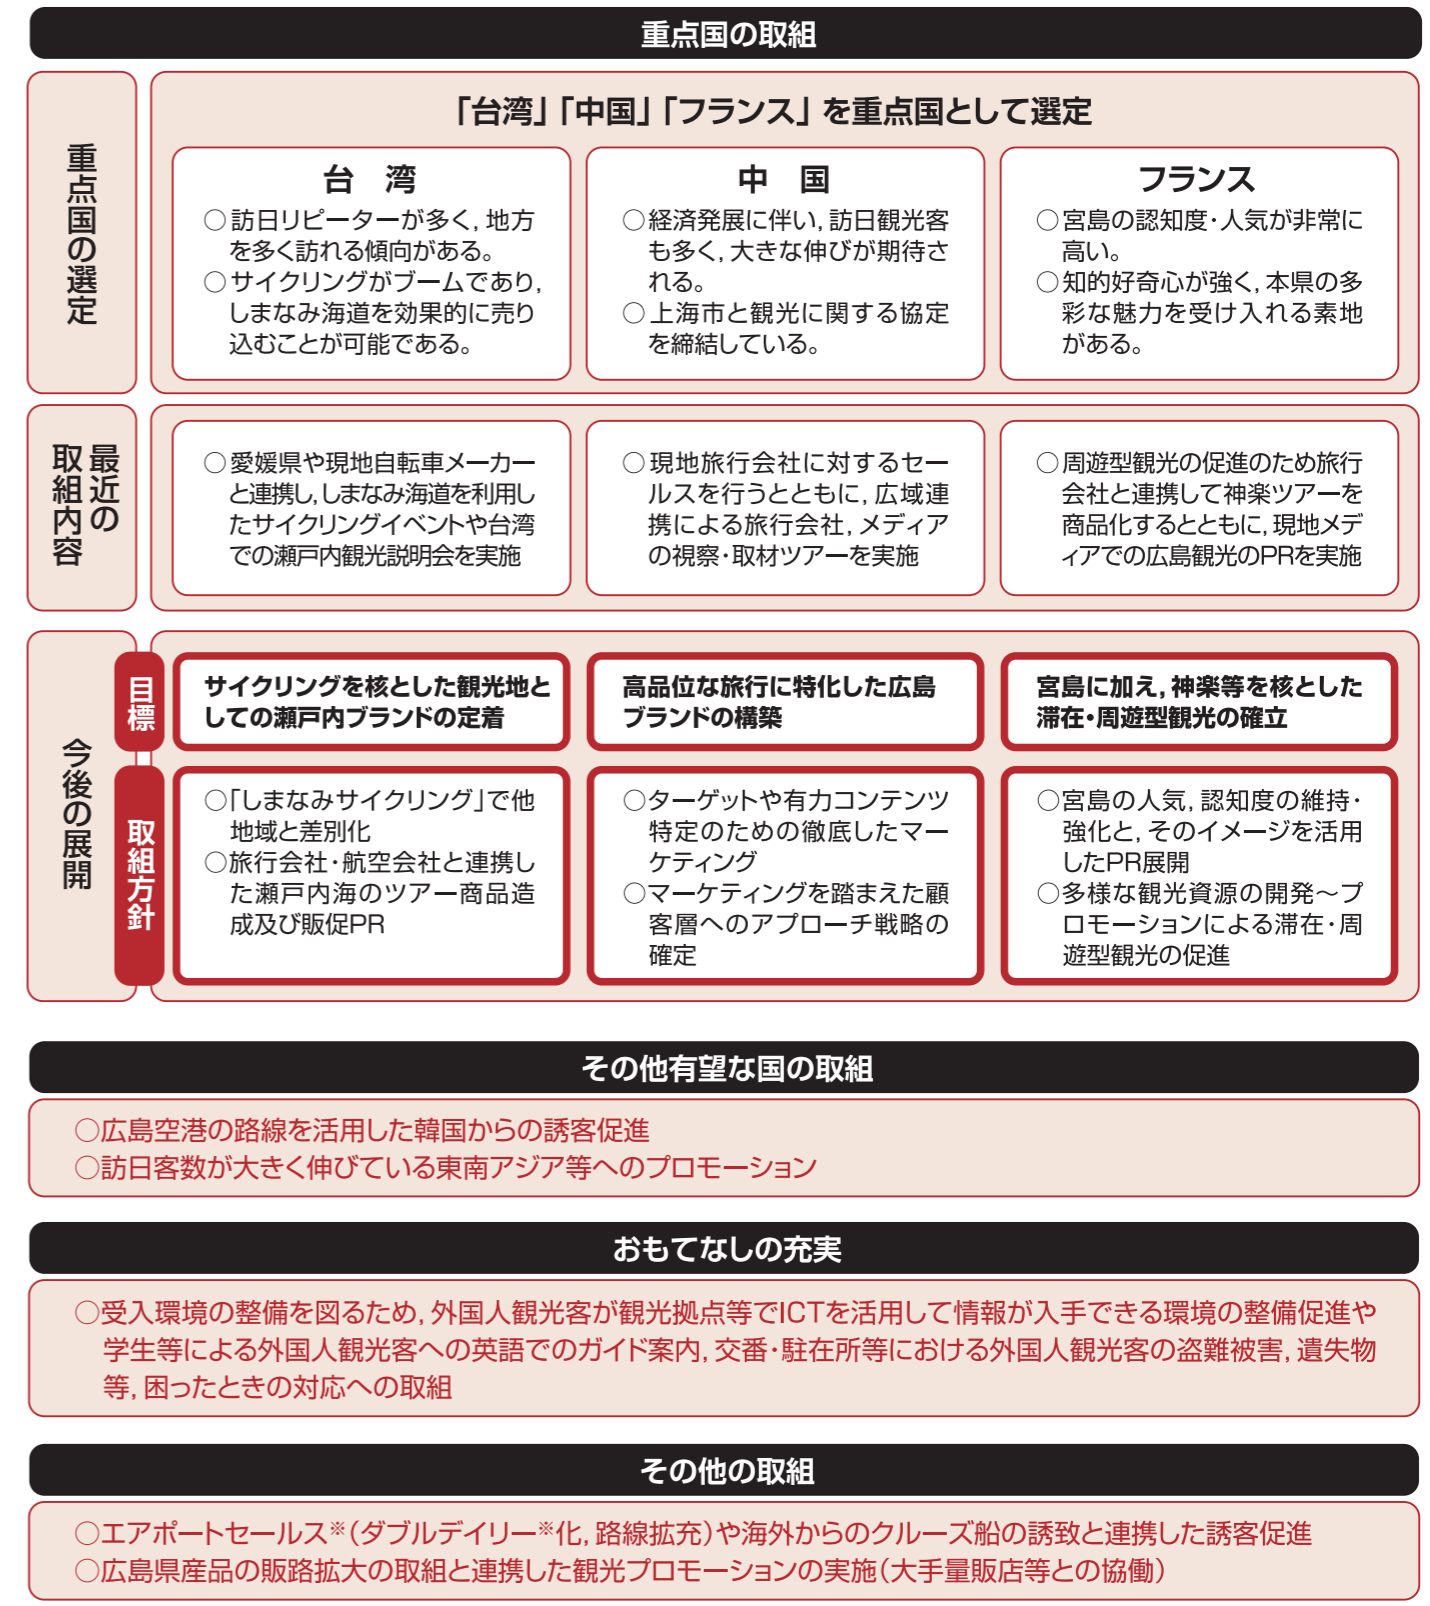 重点国の取組
重点国の選定
「台湾」「中国」「フランス」を重点国として選定
台　湾
○訪日リピーターが多く，地方
を多く訪れる傾向がある。
○サイクリングがブームであり，
しまなみ海道を効果的に売り
込むことが可能である。
中　国
○経済発展に伴い，訪日観光客
も多く，大きな伸びが期待さ
れる。
○上海市と観光に関する協定
を締結している。
フランス
○宮島の認知度・人気が非常に
高い。
○知的好奇心が強く，本県の多
彩な魅力を受け入れる素地
がある。
最近の
取組内容
○愛媛県や現地自転車メーカー
と連携し，しまなみ海道を利用し
たサイクリングイベントや台湾
での瀬戸内観光説明会を実施
○現地旅行会社に対するセー
ルスを行うとともに，広域連
携による旅行会社，メディア
の視察・取材ツアーを実施
○周遊型観光の促進のため旅行
会社と連携して神楽ツアーを
商品化するとともに，現地メデ
ィアでの広島観光のPRを実施
今後の展開
目標
サイクリングを核とした観光地と
しての瀬戸内ブランドの定着
高品位な旅行に特化した広島
ブランドの構築
宮島に加え，神楽等を核とした
滞在・周遊型観光の確立
取組方針
○「しまなみサイクリング」で他
地域と差別化
○旅行会社・航空会社と連携し
た瀬戸内海のツアー商品造
成及び販促PR
○ターゲットや有力コンテンツ
特定のための徹底したマー
ケティング
○マーケティングを踏まえた顧
客層へのアプローチ戦略の
確定
○宮島の人気，認知度の維持・
強化と，そのイメージを活用
したPR展開
○多様な観光資源の開発～プ
ロモーションによる滞在・周
遊型観光の促進
その他有望な国の取組
○広島空港の路線を活用した韓国からの誘客促進
○訪日客数が大きく伸びている東南アジア等へのプロモーション
おもてなしの充実
○受入環境の整備を図るため，外国人観光客が観光拠点等でICTを活用して情報が入手できる環境の整備促進や
学生等による外国人観光客への英語でのガイド案内，交番・駐在所等における外国人観光客の盗難被害，遺失物
等，困ったときの対応への取組
その他の取組
○エアポートセールス※（ダブルデイリー※化，路線拡充）や海外からのクルーズ船の誘致と連携した誘客促進
○広島県産品の販路拡大の取組と連携した観光プロモーションの実施（大手量販店等との協働）